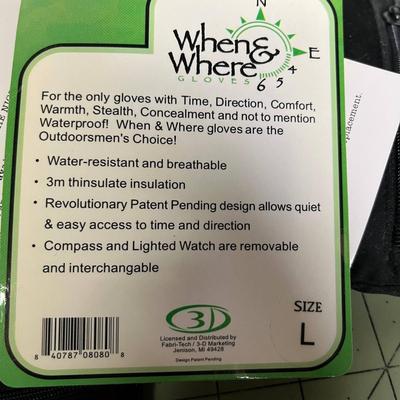 N
When &
Where E
GLOVES 6 5 4
For the only gloves with Time, Direction, Comfort,
Warmth, Stealth, Concealment and not to mention
Waterproof! When & Where gloves are the
Outdoorsmen's Choice!
• Water-resistant and breathable
• 3m thinsulate insulation
• Revolutionary Patent Pending design allows quiet
& easy access to time and direction
• Compass and Lighted Watch are removable
and interchangable
3D
SIZE
L
Licensed and Distributed by
Fabri-Tech / 3-D Marketing
Jenison, MI 49428
Design Patent Pending
8 40787 08080 8
placement.